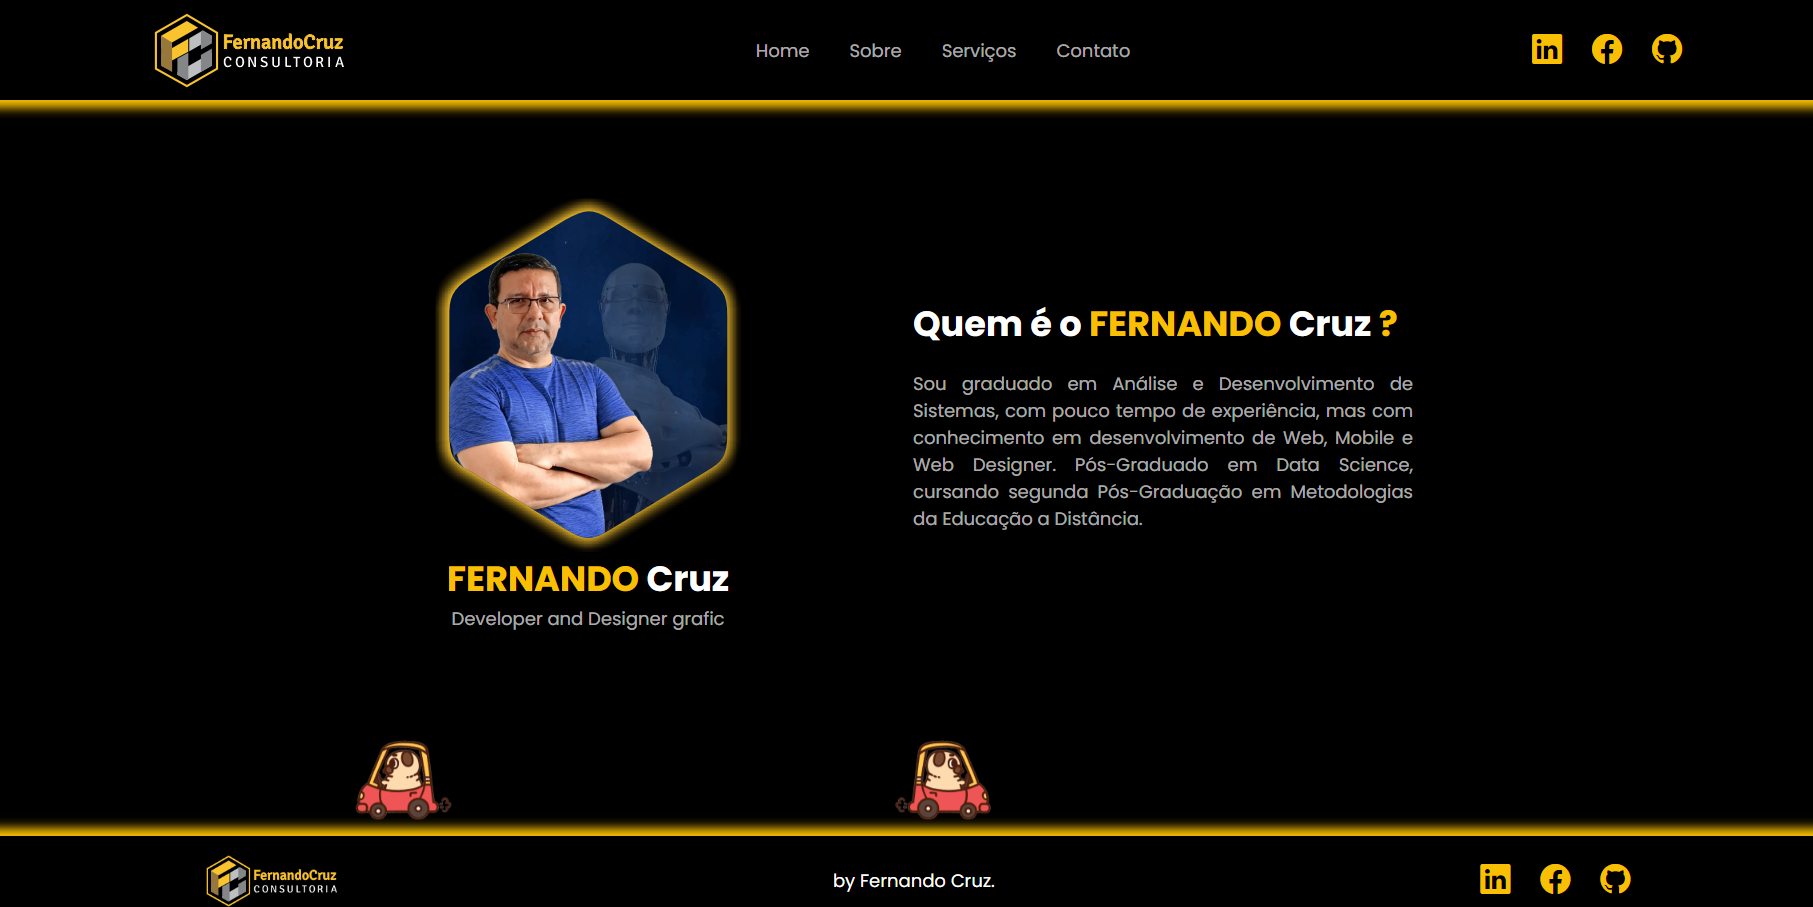 FernandoCruz
CONSULTORIA
Home Sobre Serviços Contato
Quem é o FERNANDO Cruz ?
Sou graduado em Análise e Desenvolvimento de
Sistemas, com pouco tempo de experiência, mas com
conhecimento em desenvolvimento de Web, Mobile e
Web Designer. Pós-Graduado em Data Science,
cursando segunda Pós-Graduação em Metodologias
da Educação a Distância.
FERNANDO Cruz
Developer and Designer grafic
FernandoCruz
CONSULTORIA
by Fernando Cruz.